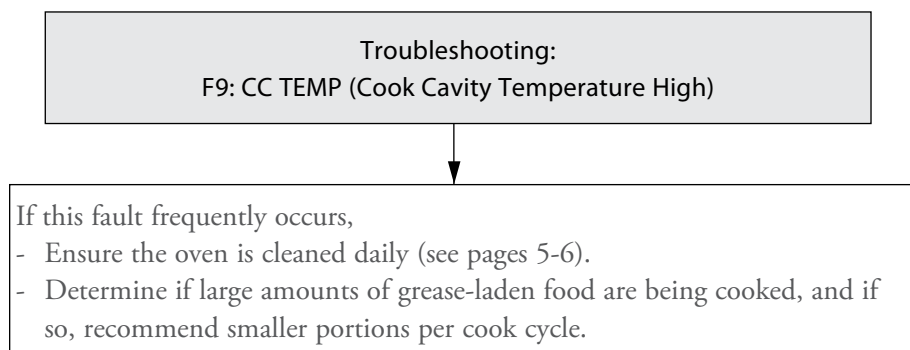 Troubleshooting:
F9: CC TEMP (Cook Cavity Temperature High)
If this fault frequently occurs,
- Ensure the oven is cleaned daily (see pages 5-6).
- Determine if large amounts of grease-laden food are being cooked, and if
so, recommend smaller portions per cook cycle.